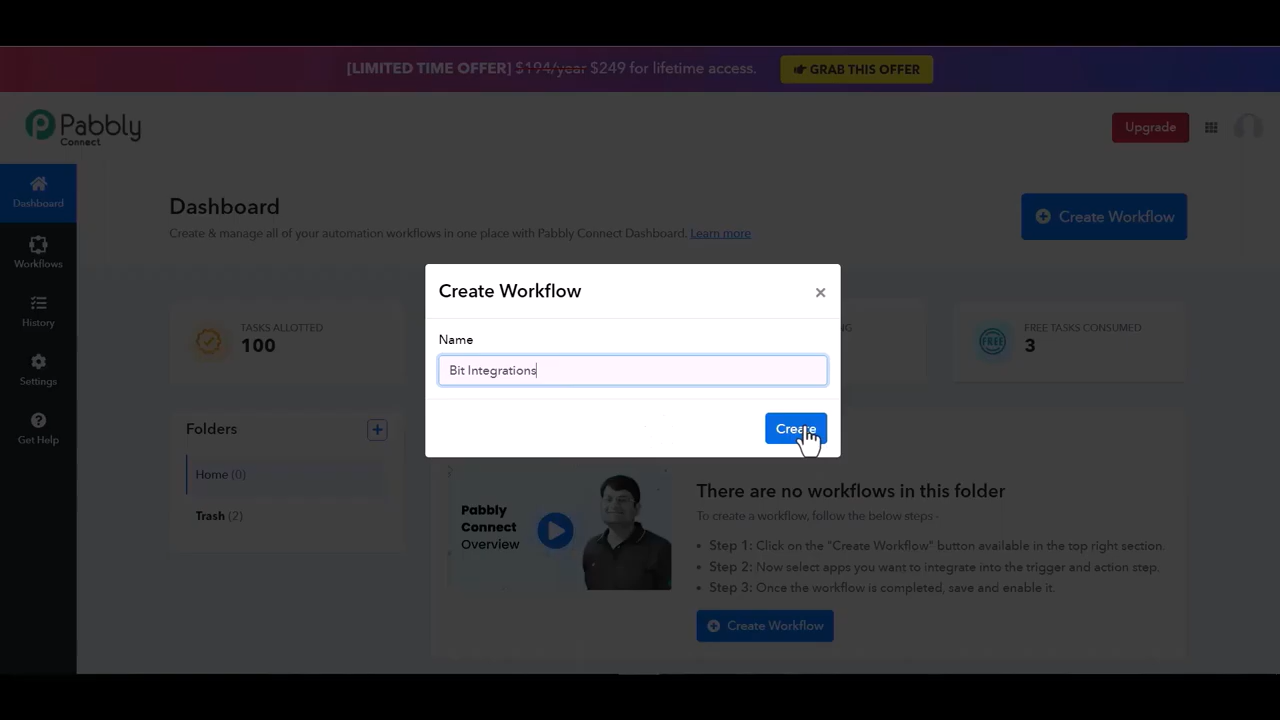 [LIMITED TIME OFFER] $194/year $249 for lifetime access.
GRAB THIS OFFER
Pabbly
Connect
Upgrade
Dashboard
Workflows
History
Settings
Get Help
Dashboard
Create & manage all of your automation workflows in one place with Pabbly Connect Dashboard. Learn more
Create Workflow
TASKS ALLOTTED
100
FREE TASKS CONSUMED
3
Create Workflow
×
Name
Bit Integrations
Create
Folders
+
Home (0)
Trash (2)
Pabbly
Connect
Overview
There are no workflows in this folder
To create a workflow, follow the below steps -
• Step 1: Click on the "Create Workflow" button available in the top right section.
• Step 2: Now select apps you want to integrate into the trigger and action step.
• Step 3: Once the workflow is completed, save and enable it.
Create Workflow